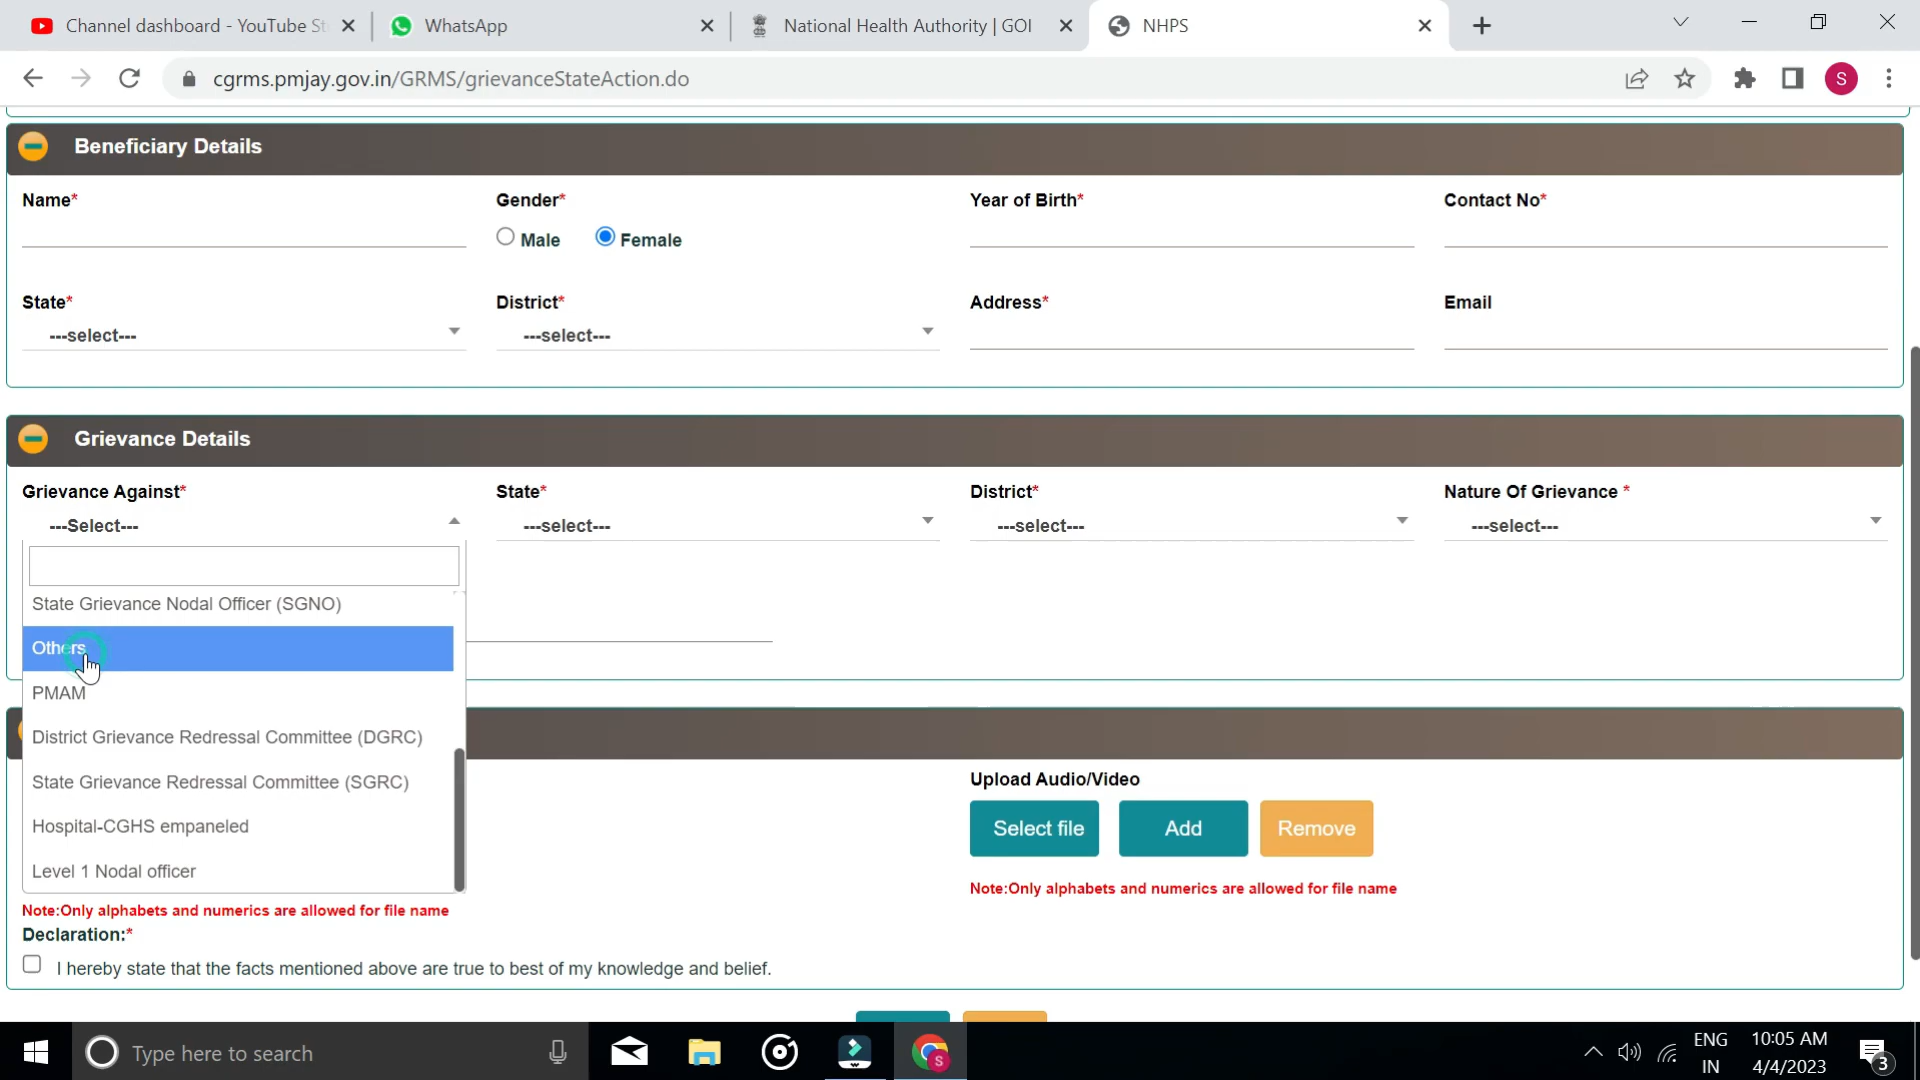 Channel dashboard - YouTube St
WhatsApp
National Health Authority | GOI
NHPS
cgrms.pmjay.gov.in/GRMS/grievanceStateAction.do
S
Beneficiary Details
Name*
Gender*
Year of Birth*
Contact No*
Male
Female
State*
District*
Address*
Email
---select---
---select---
Grievance Details
Grievance Against*
State*
District*
Nature Of Grievance *
---Select---
---select---
---select---
---select---
State Grievance Nodal Officer (SGNO)
Others
PMAM
District Grievance Redressal Committee (DGRC)
State Grievance Redressal Committee (SGRC)
Hospital-CGHS empaneled
Level 1 Nodal officer
Upload Audio/Video
Select file
Add
Remove
Note:Only alphabets and numerics are allowed for file name
Note:Only alphabets and numerics are allowed for file name
Declaration:*
I hereby state that the facts mentioned above are true to best of my knowledge and belief.
Type here to search
S
ENG
IN
10:05 AM
4/4/2023
3